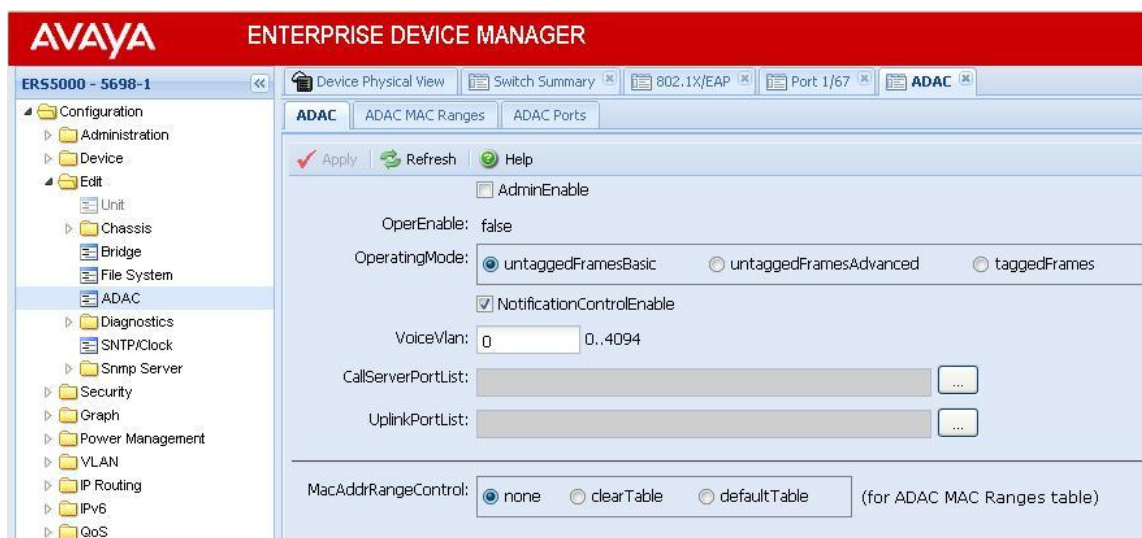 AVAYA ENTERPRISE DEVICE MANAGER
ERS5000 - 5698-1
Configuration
Administration
Device
Edit
Unit
Chassis
Bridge
File System
ADAC
Diagnostics
SNTP/Clock
Snmp Server
Security
Graph
Power Management
VLAN
IP Routing
IPv6
QoS
Device Physical View Switch Summary 802.1X/EAP Port 1/67 ADAC
ADAC ADAC MAC Ranges ADAC Ports
Apply Refresh Help
AdminEnable
OperEnable: false
OperatingMode: untaggedFramesBasic untaggedFramesAdvanced taggedFrames
NotificationControlEnable
VoiceVlan: 0 0..4094
CallServerPortList: ...
UplinkPortList: ...
MacAddrRangeControl: none clearTable defaultTable (for ADAC MAC Ranges table)